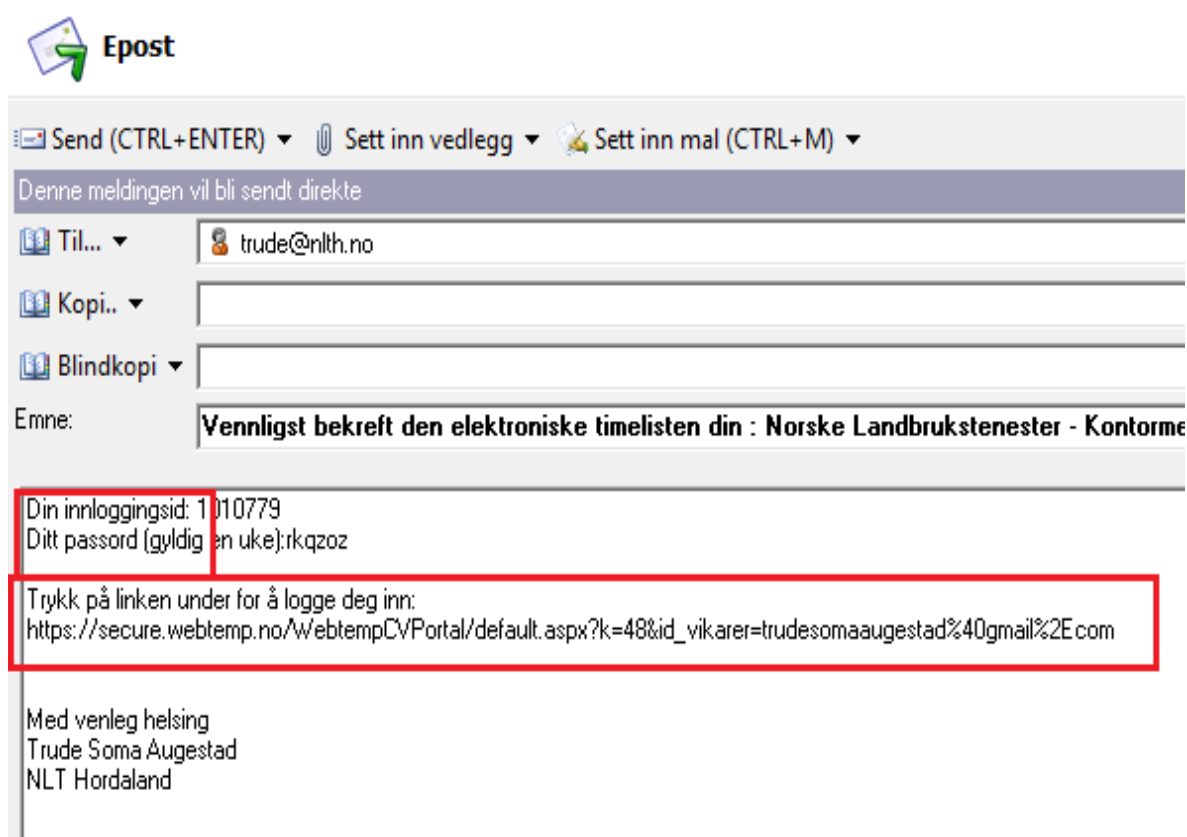 Epost
Send (CTRL+ENTER) Sett inn vedlegg Sett inn mal (CTRL+M)
Denne meldingen vil bli sendt direkte
Til... trude@nlth.no
Kopi..
Blindkopi
Emne: Vennligst bekreft den elektroniske timelisten din : Norske Landbrukstenester - Kontorme
Din innloggingsid: 1010779
Ditt passord (gyldig en uke):rkqzoz
Trykk på linken under for å logge deg inn:
https://secure.webtemp.no/WebtempCVPortal/default.aspx?k=48&id_vikarer=trudesomaaugestad%40gmail%2Ecom
Med venleg helsing
Trude Soma Augestad
NLT Hordaland